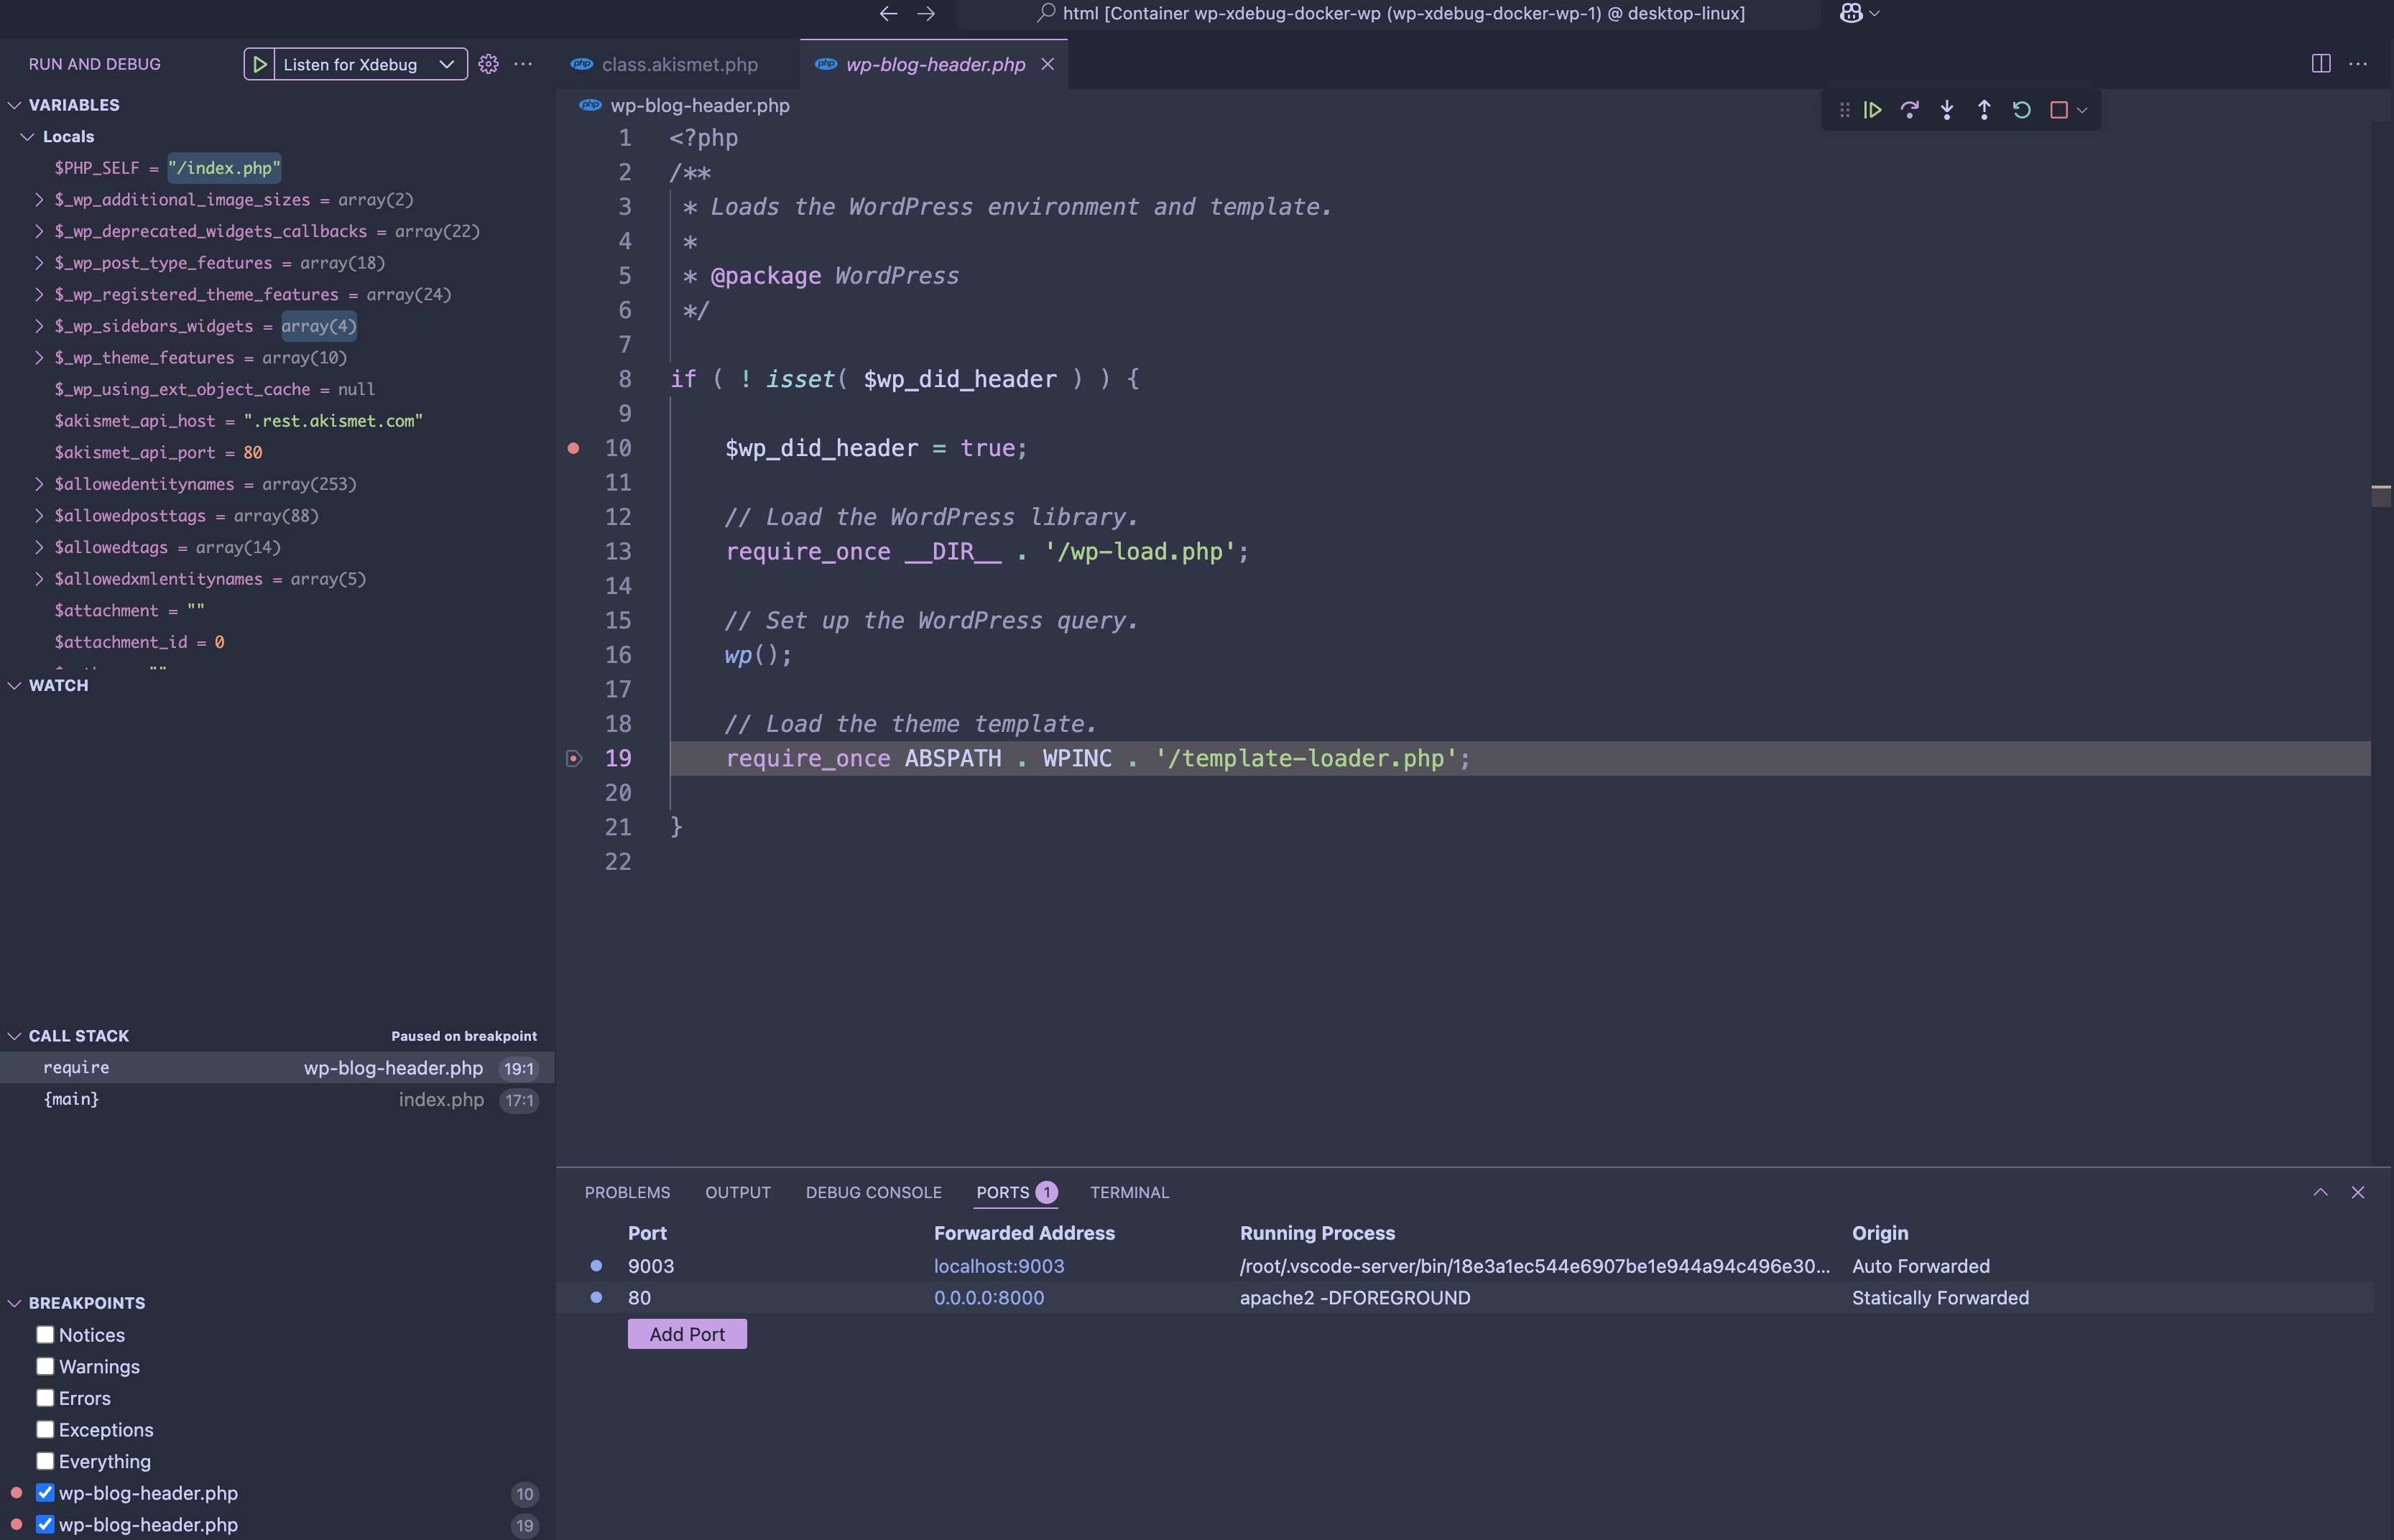 html [Container wp-xdebug-docker-wp (wp-xdebug-docker-wp-1) @ desktop-linux]
RUN AND DEBUG
Listen for Xdebug
VARIABLES
Locals
$PHP_SELF = "/index.php"
$_wp_additional_image_sizes = array(2)
$_wp_deprecated_widgets_callbacks = array(22)
$_wp_post_type_features = array(18)
$_wp_registered_theme_features = array(24)
$_wp_sidebars_widgets = array(4)
$_wp_theme_features = array(10)
$_wp_using_ext_object_cache = null
$akismet_api_host = ".rest.akismet.com"
$akismet_api_port = 80
$allowedentitynames = array(253)
$allowedposttags = array(88)
$allowedtags = array(14)
$allowedxmlentitynames = array(5)
$attachment = ""
$attachment_id = 0
WATCH
CALL STACK
Paused on breakpoint
require wp-blog-header.php 19:1
{main} index.php 17:1
BREAKPOINTS
Notices
Warnings
Errors
Exceptions
Everything
wp-blog-header.php 10
wp-blog-header.php 19
php class.akismet.php
php wp-blog-header.php
php wp-blog-header.php
1 <?php
2 /**
3 * Loads the WordPress environment and template.
4 *
5 * @package WordPress
6 */
7
8 if ( ! isset( $wp_did_header ) ) {
9
10 $wp_did_header = true;
11
12 // Load the WordPress library.
13 require_once __DIR__ . '/wp-load.php';
14
15 // Set up the WordPress query.
16 wp();
17
18 // Load the theme template.
19 require_once ABSPATH . WPINC . '/template-loader.php';
20
21 }
22
PROBLEMS OUTPUT DEBUG CONSOLE PORTS 1 TERMINAL
Port Forwarded Address Running Process Origin
9003 localhost:9003 /root/.vscode-server/bin/18e3a1ec544e6907be1e944a94c496e30... Auto Forwarded
80 0.0.0.0:8000 apache2 -DFOREGROUND Statically Forwarded
Add Port